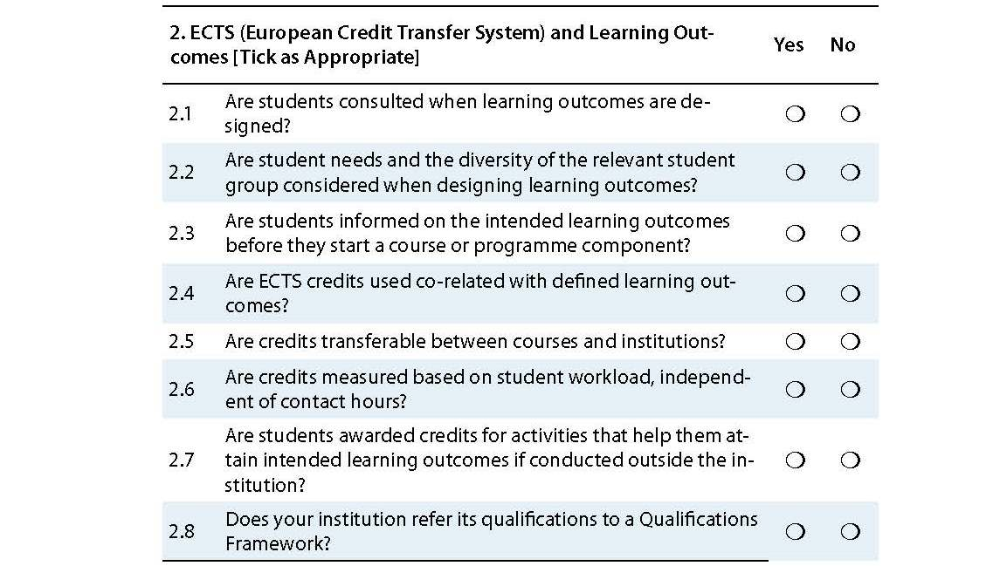 2. ECTS (European Credit Transfer System) and Learning Out-
comes [Tick as Appropriate]
Yes No
2.1 Are students consulted when learning outcomes are de-
signed?
2.2 Are student needs and the diversity of the relevant student
group considered when designing learning outcomes?
2.3 Are students informed on the intended learning outcomes
before they start a course or programme component?
2.4 Are ECTS credits used co-related with defined learning out-
comes?
2.5 Are credits transferable between courses and institutions?
2.6 Are credits measured based on student workload, independ-
ent of contact hours?
2.7 Are students awarded credits for activities that help them at-
tain intended learning outcomes if conducted outside the in-
stitution?
2.8 Does your institution refer its qualifications to a Qualifications
Framework?